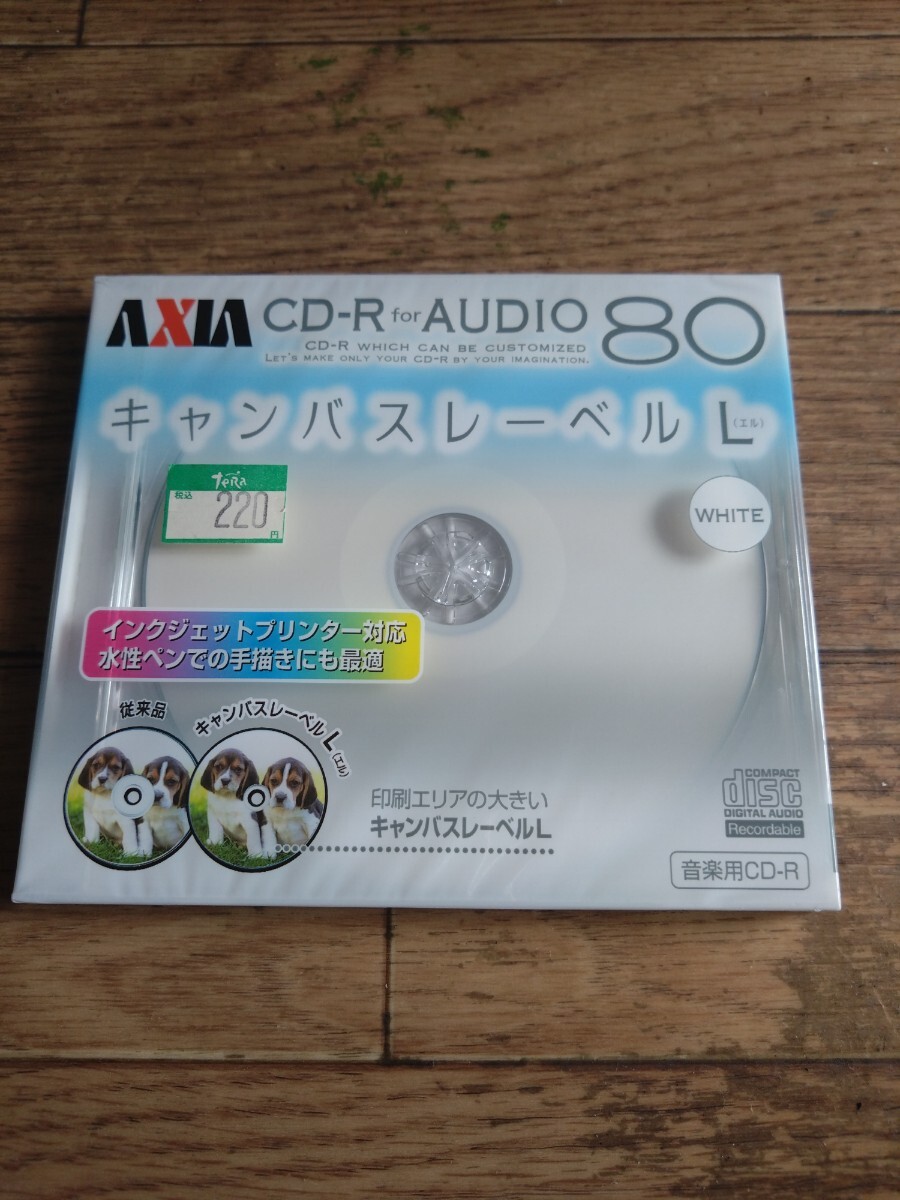 AXIA CD-R for AUDIO 80
CD-R WHICH CAN BE CUSTOMIZED
LET'S MAKE ONLY YOUR CD-R BY YOUR IMAGINATION.
キャンバスレーベル L(エル)
teRa
税込
220
円
WHITE
インクジェットプリンター対応
水性ペンでの手描きにも最適
従来品
キャンバスレーベル L(エル)
印刷エリアの大きい
キャンバスレーベルL
COMPACT
disc
DIGITAL AUDIO
Recordable
音楽用CD-R